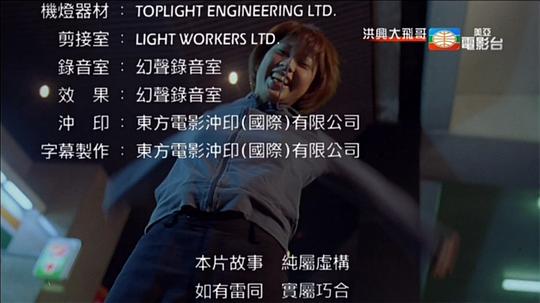 機燈器材 : TOPLIGHT ENGINEERING LTD.
洪興大飛哥
美亞
電影台
剪接室 : LIGHT WORKERS LTD.
錄音室 : 幻聲錄音室
效果 : 幻聲錄音室
沖印 : 東方電影沖印(國際)有限公司
字幕製作 : 東方電影沖印(國際)有限公司
本片故事 純屬虛構
如有雷同 實屬巧合